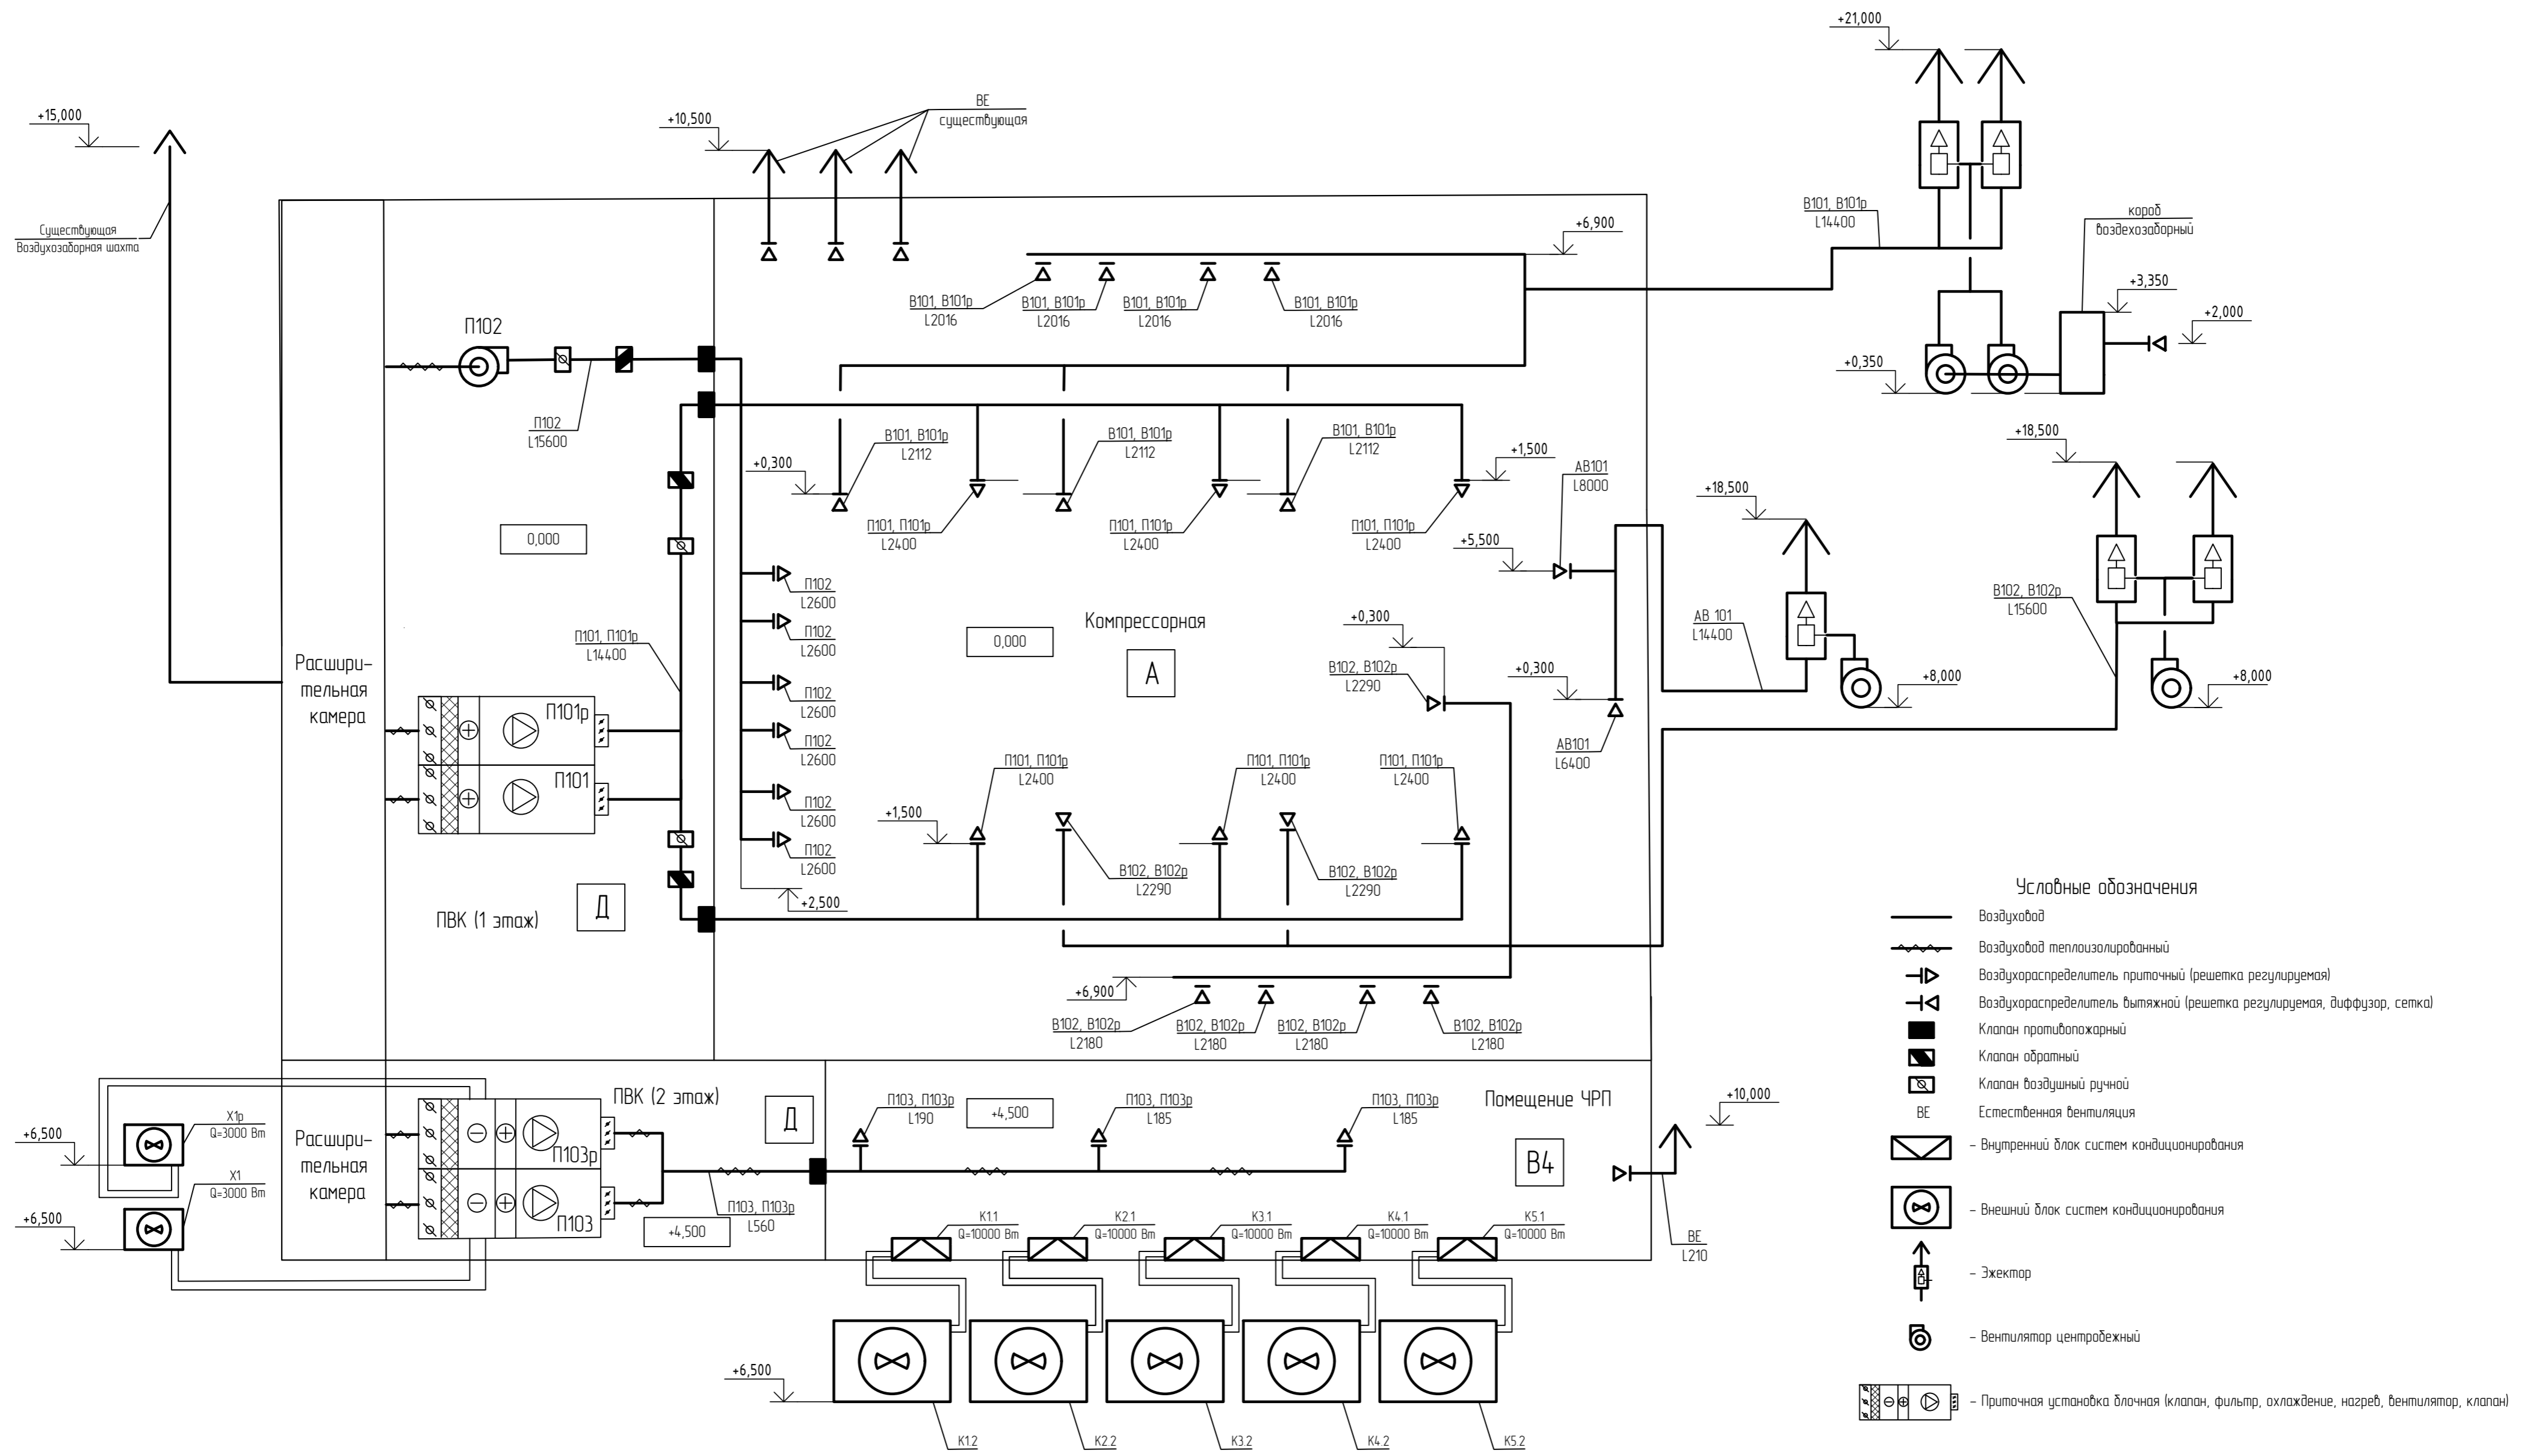 +21,000
+15,000
+10,500
ВЕ
существующая
Существующая
Воздухозаборная шахта
+6,900
В101, В101р
L14400
короб
воздехозаборный
+3,350
+2,000
+0,350
В101, В101р
L2016
В101, В101р
L2016
В101, В101р
L2016
В101, В101р
L2016
П102
П102
L15600
+0,300
В101, В101р
L2112
В101, В101р
L2112
В101, В101р
L2112
+1,500
П101, П101р
L2400
П101, П101р
L2400
П101, П101р
L2400
АВ101
L8000
+5,500
+18,500
+18,500
0,000
П102
L2600
П102
L2600
П102
L2600
П102
L2600
П102
L2600
П102
L2600
+2,500
0,000
Компрессорная
А
+0,300
В102, В102р
L2290
+0,300
АВ101
L6400
АВ 101
L14400
+8,000
В102, В102р
L15600
+8,000
Расшири-
тельная
камера
П101, П101р
L14400
П101р
П101
ПВК (1 этаж)
Д
+1,500
П101, П101р
L2400
П101, П101р
L2400
П101, П101р
L2400
В102, В102р
L2290
В102, В102р
L2290
+6,900
В102, В102р
L2180
В102, В102р
L2180
В102, В102р
L2180
В102, В102р
L2180
Условные обозначения
Воздуховод
Воздуховод теплоизолированный
Воздухораспределитель приточный (решетка регулируемая)
Воздухораспределитель вытяжной (решетка регулируемая, диффузор, сетка)
Клапан противопожарный
Клапан обратный
Клапан воздушный ручной
ВЕ
Естественная вентиляция
- Внутренний блок систем кондиционирования
- Внешний блок систем кондиционирования
- Эжектор
- Вентилятор центробежный
- Приточная установка блочная (клапан, фильтр, охлаждение, нагрев, вентилятор, клапан)
+6,500
Х1р
Q=3000 Вт
+6,500
Х1
Q=3000 Вт
Расшири-
тельная
камера
ПВК (2 этаж)
Д
П103р
П103
П103, П103р
L560
+4,500
П103, П103р
L190
+4,500
П103, П103р
L185
П103, П103р
L185
Помещение ЧРП
В4
+10,000
ВЕ
L210
К1.1
Q=10000 Вт
К2.1
Q=10000 Вт
К3.1
Q=10000 Вт
К4.1
Q=10000 Вт
К5.1
Q=10000 Вт
+6,500
К1.2
К2.2
К3.2
К4.2
К5.2